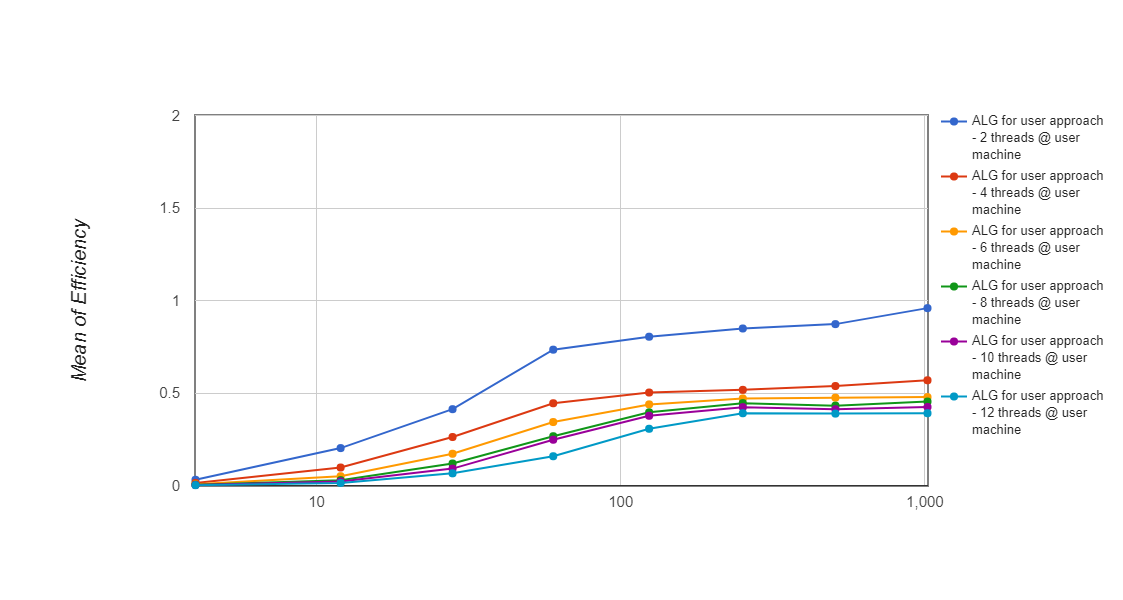 Mean of Efficiency
2
1.5
1
0.5
0
10
100
1,000
ALG for user approach
- 2 threads @ user
machine
ALG for user approach
- 4 threads @ user
machine
ALG for user approach
- 6 threads @ user
machine
ALG for user approach
- 8 threads @ user
machine
ALG for user approach
- 10 threads @ user
machine
ALG for user approach
- 12 threads @ user
machine